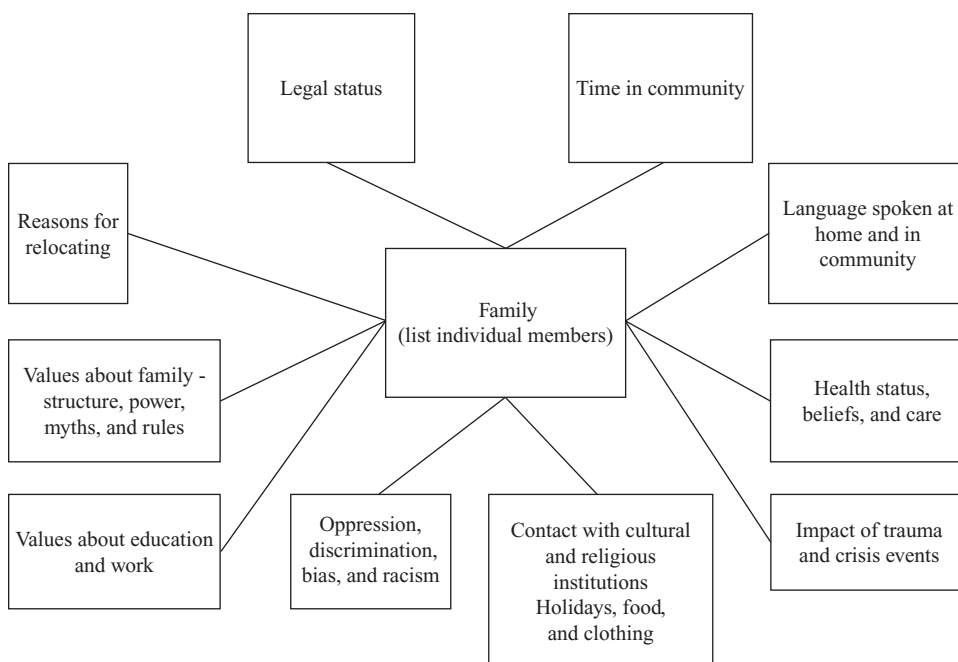 Legal status
Time in community
Reasons for
relocating
Language spoken at
home and in
community
Family
(list individual members)
Values about family -
structure, power,
myths, and rules
Health status,
beliefs, and care
Values about education
and work
Oppression,
discrimination,
bias, and racism
Contact with cultural
and religious
institutions
Holidays, food,
and clothing
Impact of trauma
and crisis events